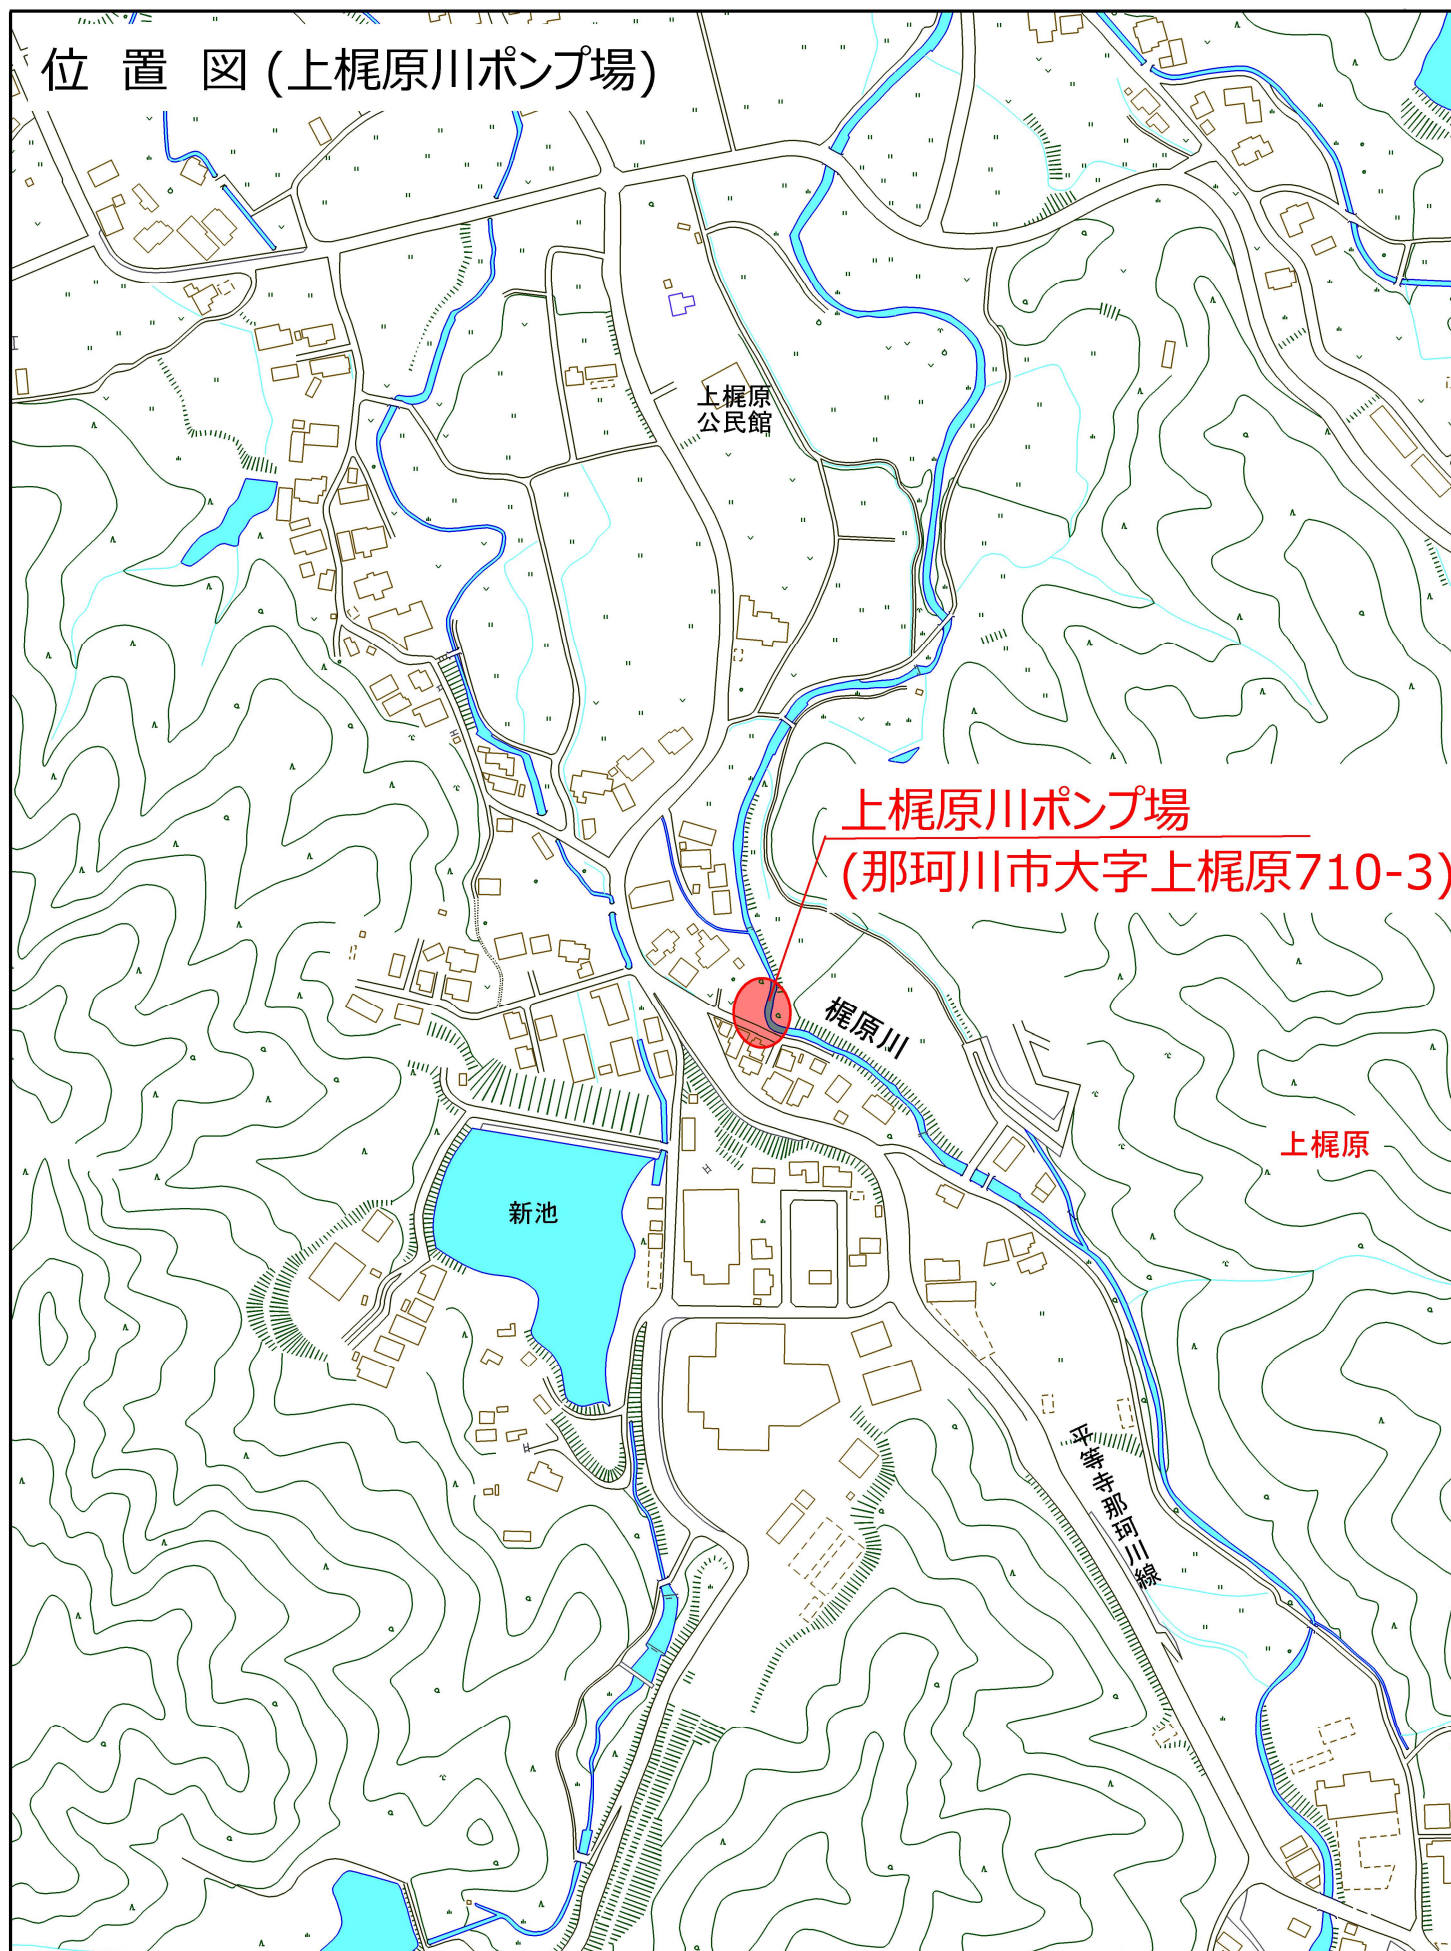 位 置 図 (上梶原川ポンプ場)
上梶原
公民館
上梶原川ポンプ場
(那珂川市大字上梶原710-3)
梶原川
上梶原
新池
平等寺那珂川線